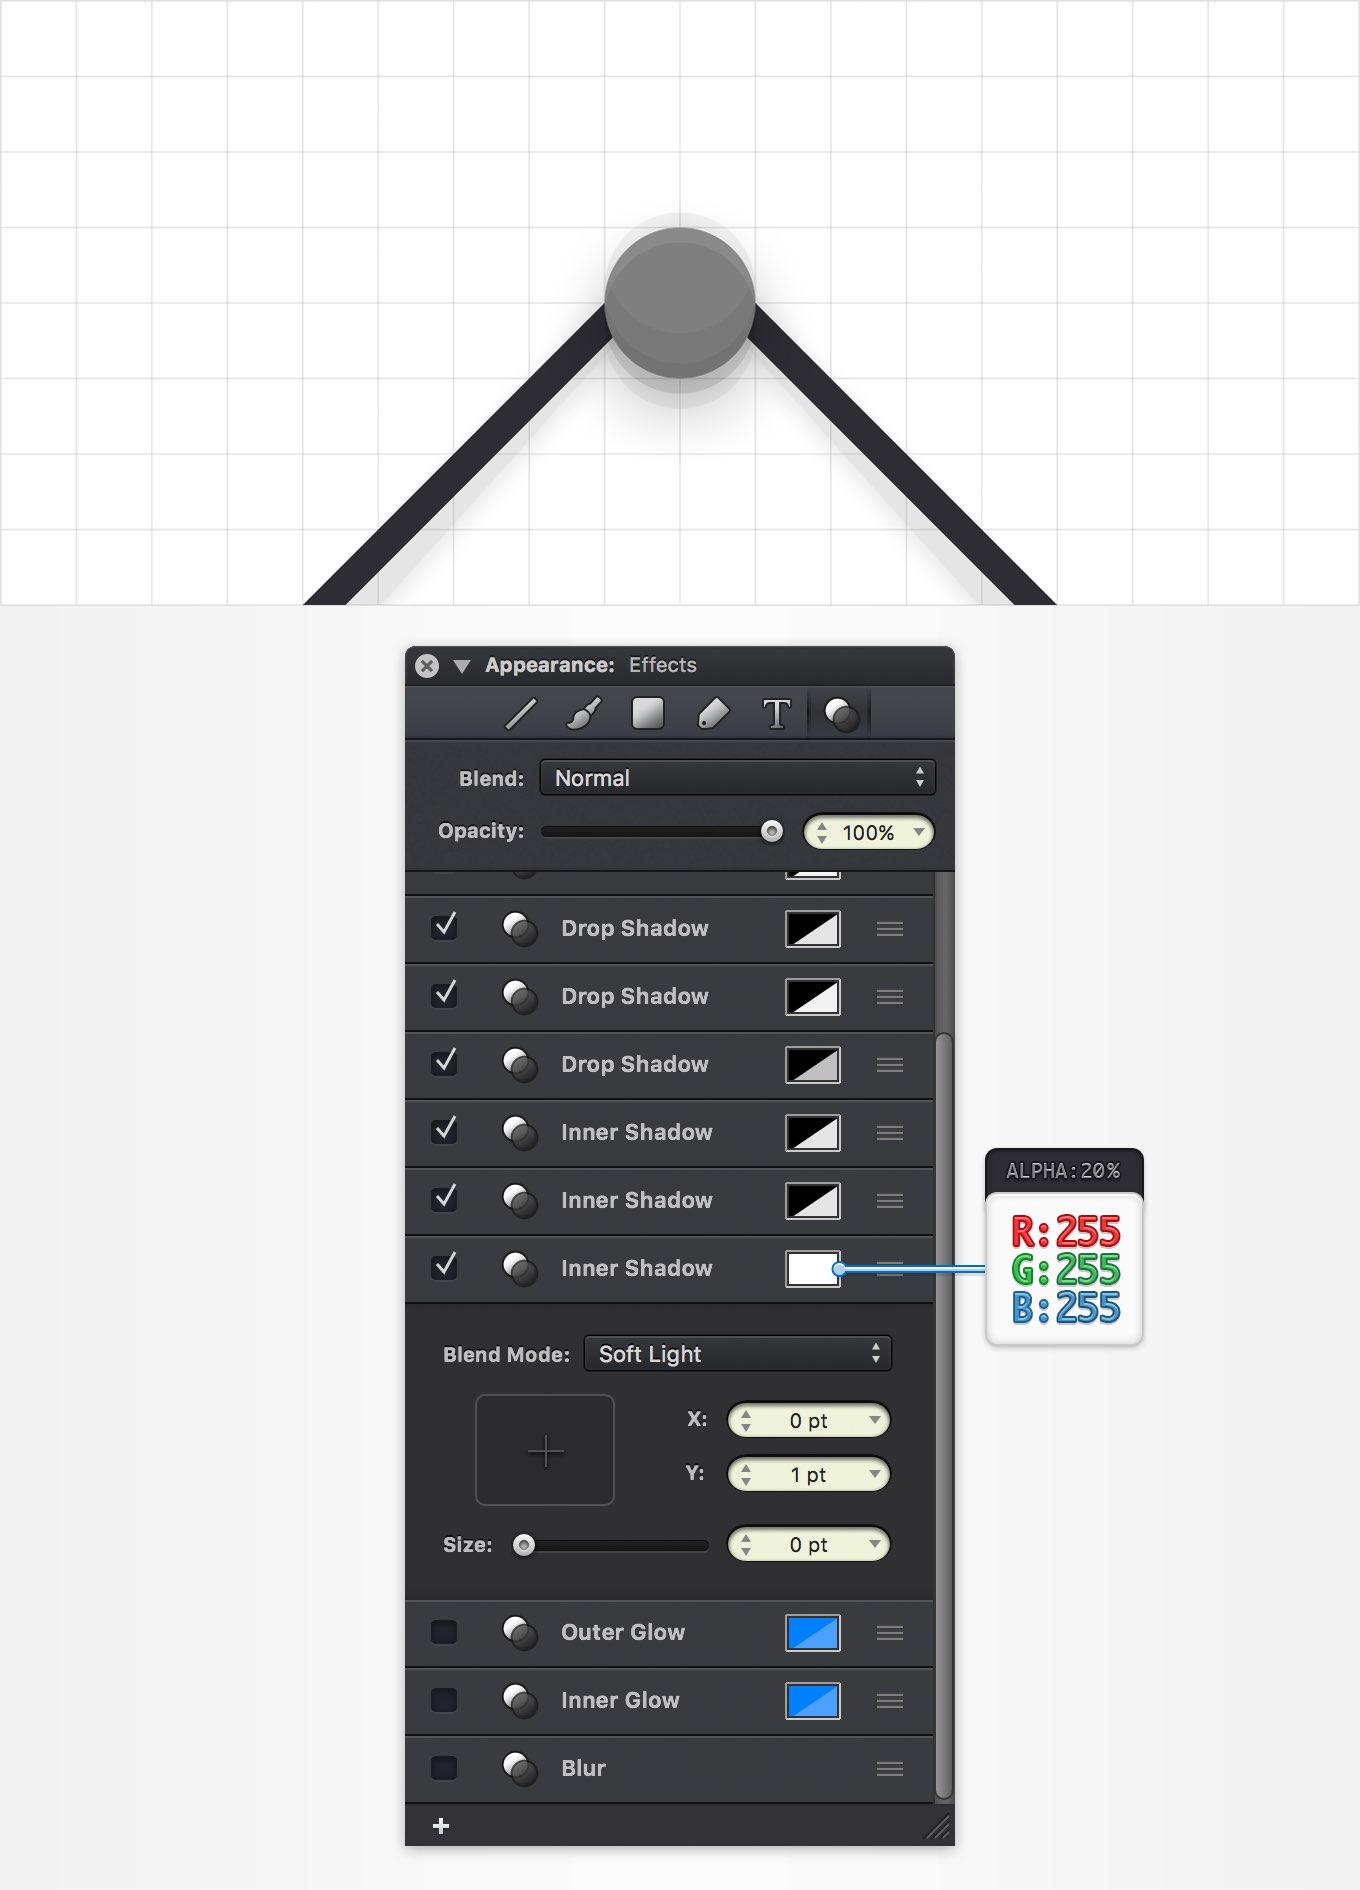 Appearance: Effects
T
Blend: Normal
Opacity: 100%
Drop Shadow
Drop Shadow
Drop Shadow
Inner Shadow
Inner Shadow
Inner Shadow
ALPHA:20%
R:255
G:255
B:255
Blend Mode: Soft Light
X: 0 pt
Y: 1 pt
Size: 0 pt
Outer Glow
Inner Glow
Blur